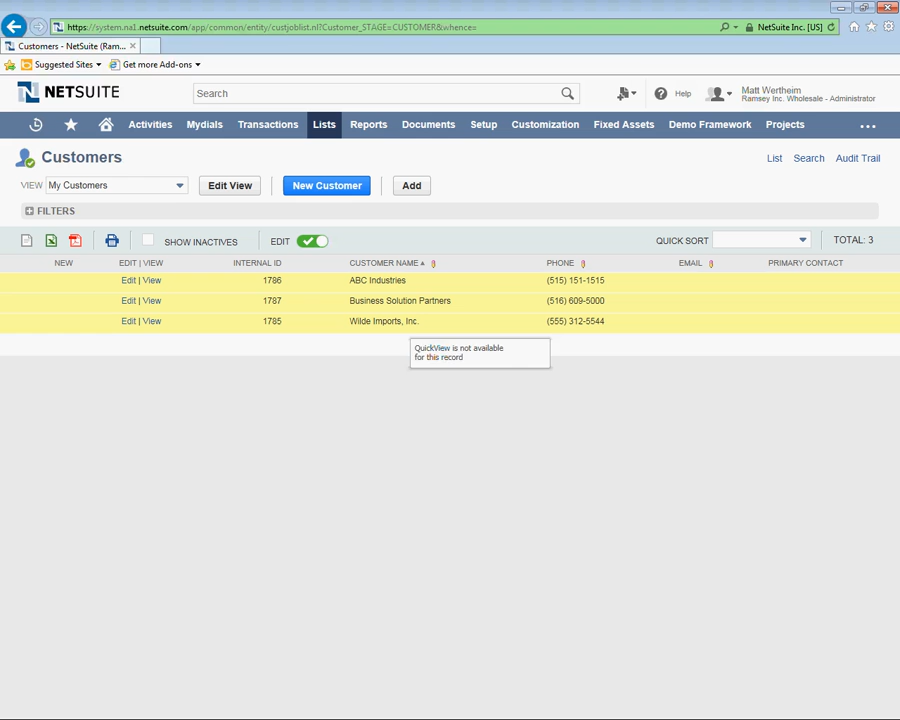 https://system.na1.netsuite.com/app/common/entity/custjoblist.nl?Customer_STAGE=CUSTOMER&whence=
NetSuite Inc. [US]
Customers - NetSuite (Ram...
Suggested Sites
Get more Add-ons
NETSUITE
Search
Help
Matt Wertheim
Ramsey Inc. Wholesale - Administrator
Activities Mydials Transactions Lists Reports Documents Setup Customization Fixed Assets Demo Framework Projects
Customers
List Search Audit Trail
VIEW My Customers Edit View New Customer Add
FILTERS
SHOW INACTIVES EDIT QUICK SORT TOTAL: 3
NEW EDIT | VIEW INTERNAL ID CUSTOMER NAME PHONE EMAIL PRIMARY CONTACT
Edit | View 1786 ABC Industries (515) 151-1515
Edit | View 1787 Business Solution Partners (516) 609-5000
Edit | View 1785 Wilde Imports, Inc. (555) 312-5544
QuickView is not available
for this record